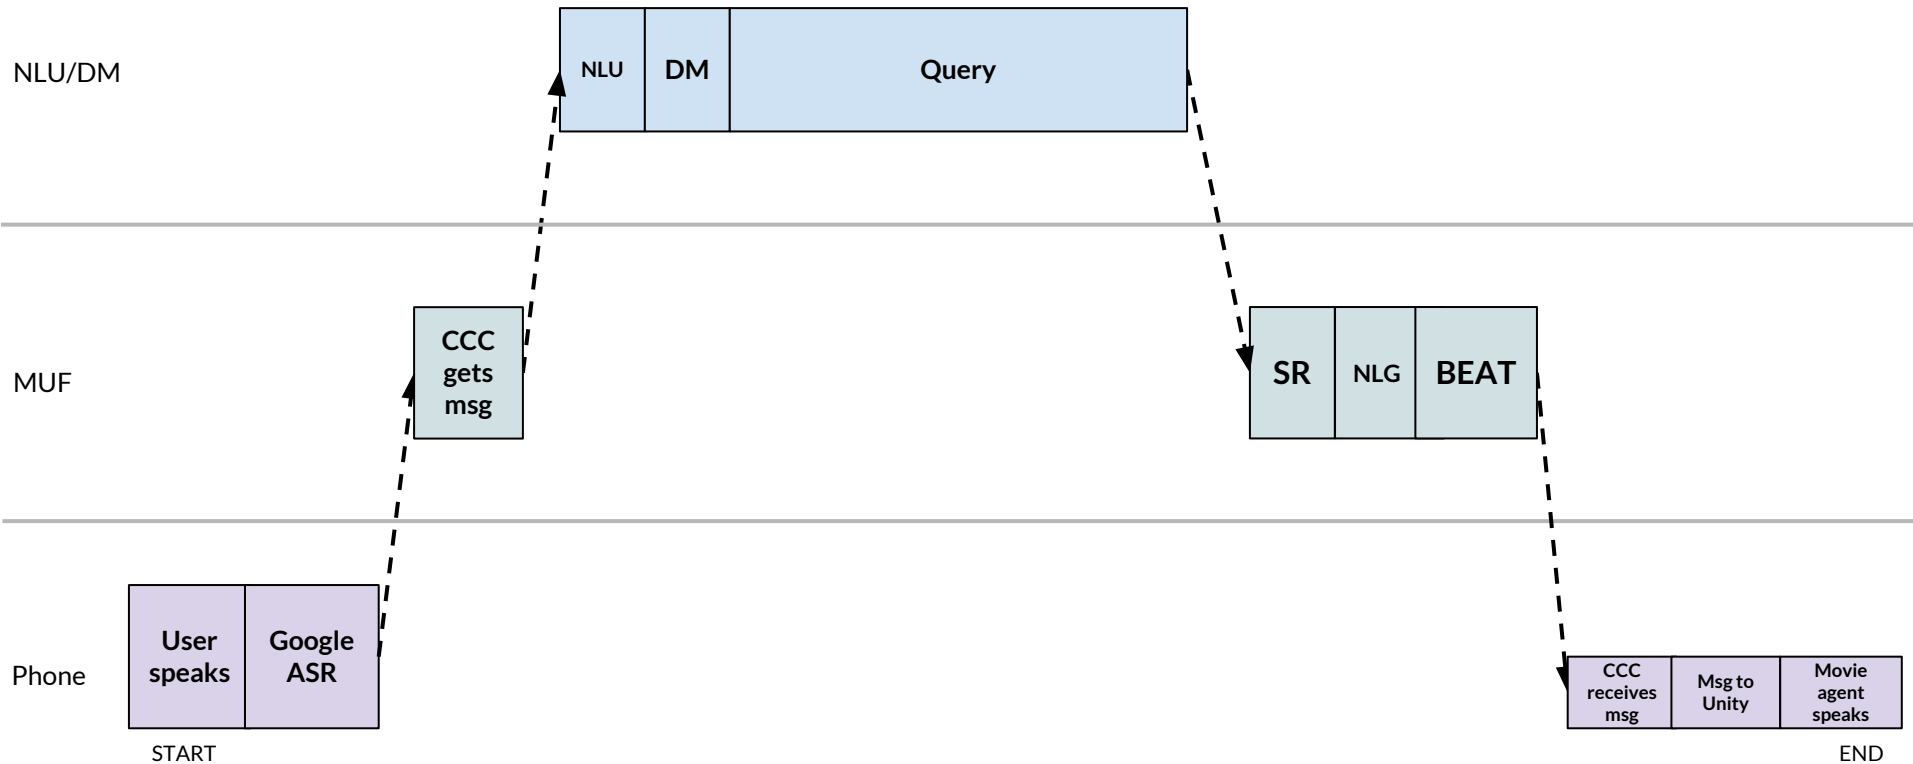 NLU/DM
NLU
DM
Query
MUF
CCC
gets
msg
SR
NLG
BEAT
Phone
User
speaks
Google
ASR
CCC
receives
msg
Msg to
Unity
Movie
agent
speaks
START
END